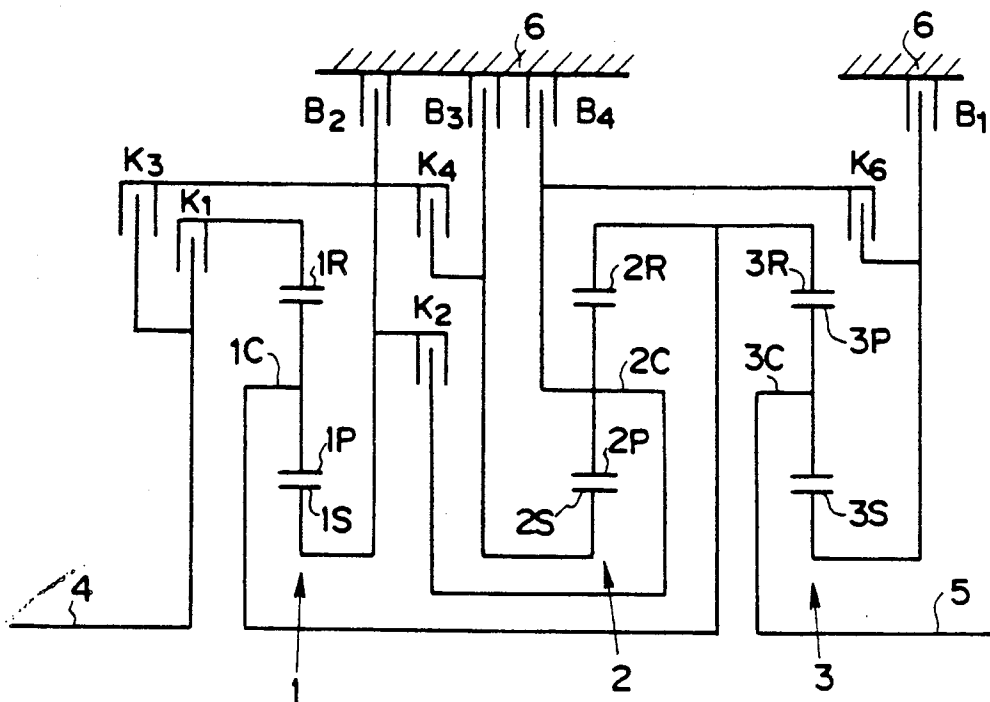 6 6
B2 B3 B4 B1
K3 K4 K6
K1
1R 2R 3R
K2 3P
1C 2C 3C
1P 2P
1S 2S 3S
4 5
1 2 3